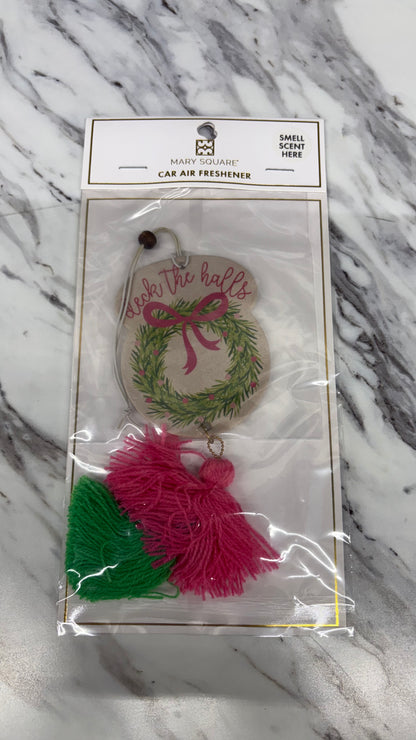 MARY SQUARE
CAR AIR FRESHENER
SMELL
SCENT
HERE
deck the halls